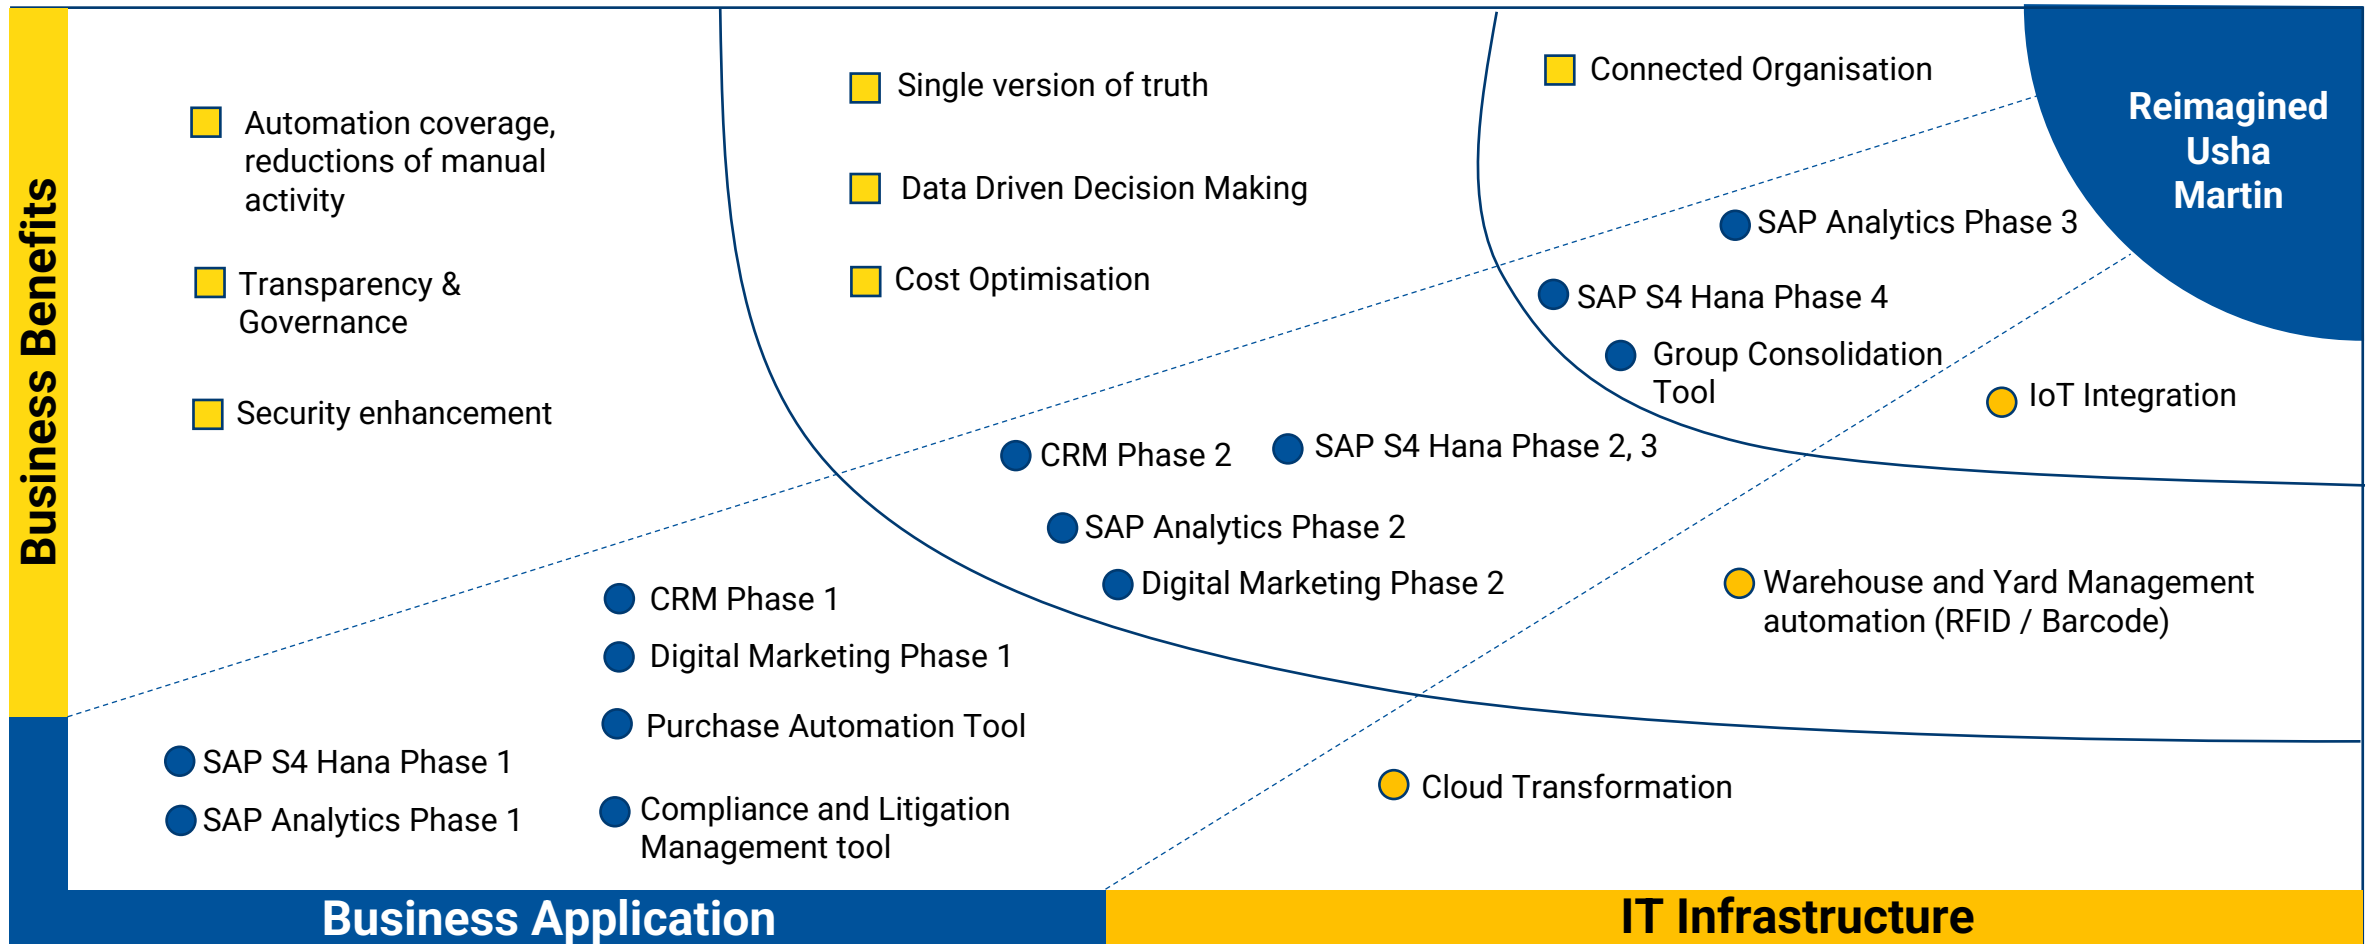 Business Benefits
Automation coverage,
reductions of manual
activity
Transparency &
Governance
Security enhancement
Single version of truth
Data Driven Decision Making
Cost Optimisation
Connected Organisation
Reimagined
Usha
Martin
SAP Analytics Phase 3
SAP S4 Hana Phase 4
Group Consolidation
Tool
IoT Integration
CRM Phase 2
SAP S4 Hana Phase 2, 3
SAP Analytics Phase 2
Digital Marketing Phase 2
Warehouse and Yard Management
automation (RFID / Barcode)
CRM Phase 1
Digital Marketing Phase 1
Purchase Automation Tool
Compliance and Litigation
Management tool
SAP S4 Hana Phase 1
SAP Analytics Phase 1
Cloud Transformation
Business Application
IT Infrastructure